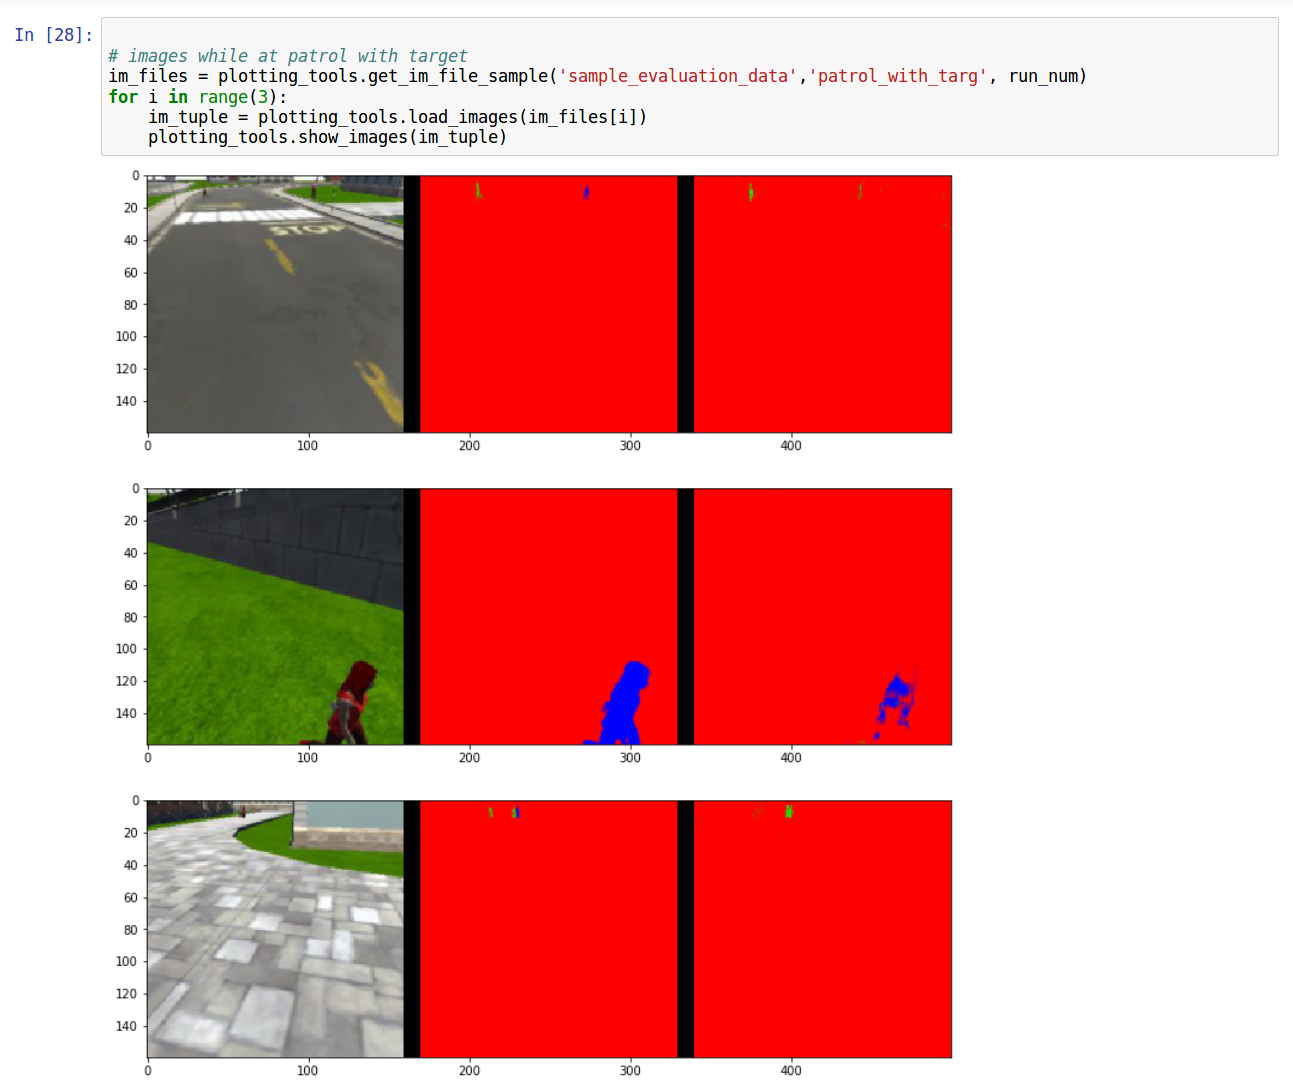 In [28]:
# images while at patrol with target
im_files = plotting_tools.get_im_file_sample('sample_evaluation_data','patrol_with_targ', run_num)
for i in range(3):
    im_tuple = plotting_tools.load_images(im_files[i])
    plotting_tools.show_images(im_tuple)
0
20
40
60
80
100
120
140
STOP
0 100 200 300 400
0
20
40
60
80
100
120
140
0 100 200 300 400
0
20
40
60
80
100
120
140
0 100 200 300 400